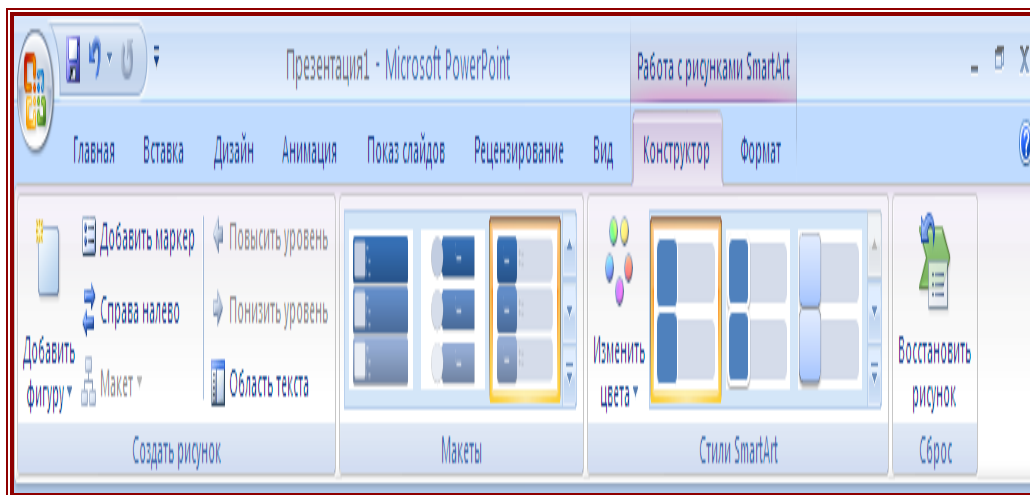 Презентация1 - Microsoft PowerPoint
Работа с рисунками SmartArt
Главная Вставка Дизайн Анимация Показ слайдов Рецензирование Вид Конструктор Формат
Добавить фигуру
Добавить маркер
Справа налево
Макет
Повысить уровень
Понизить уровень
Область текста
Изменить цвета
Восстановить рисунок
Создать рисунок
Макеты
Стили SmartArt
Сброс